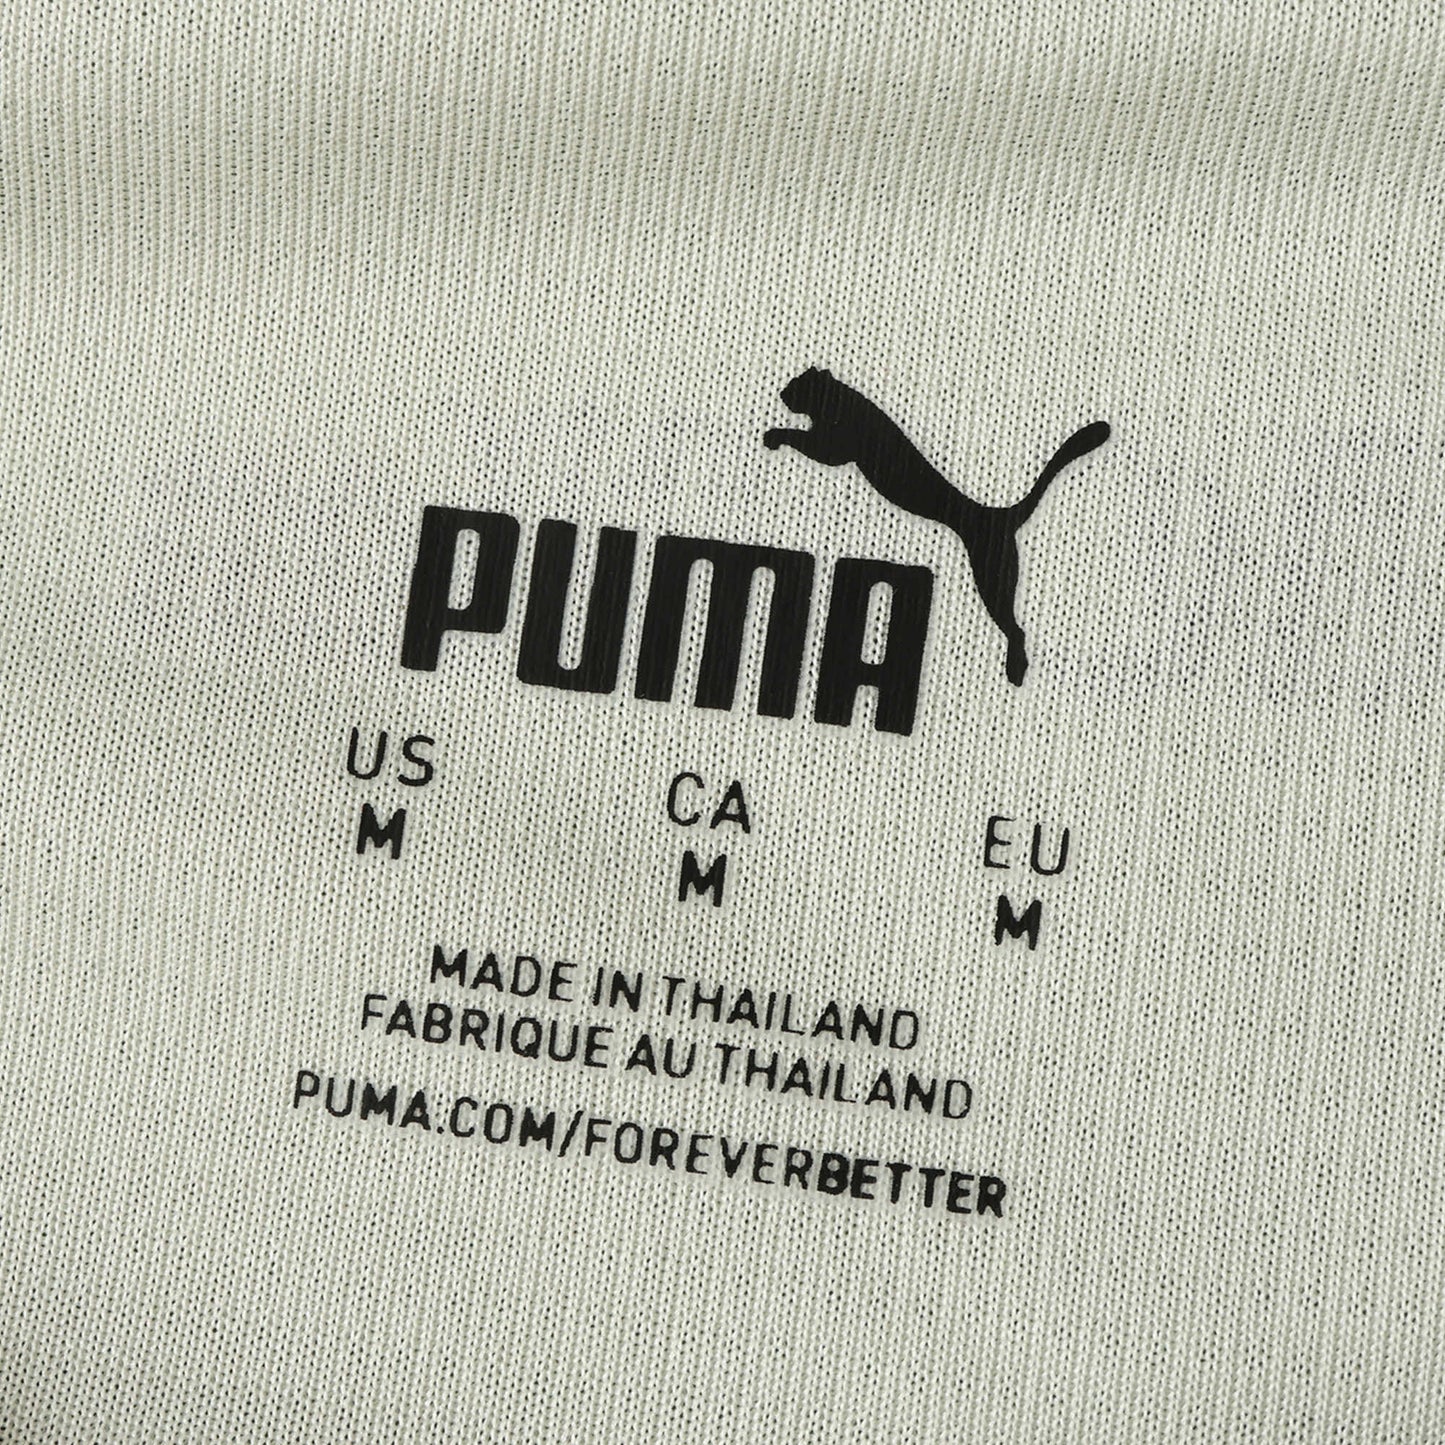 PUMA
US CA EU
M M M
MADE IN THAILAND
FABRIQUE AU THAILAND
PUMA.COM/FOREVERBETTER